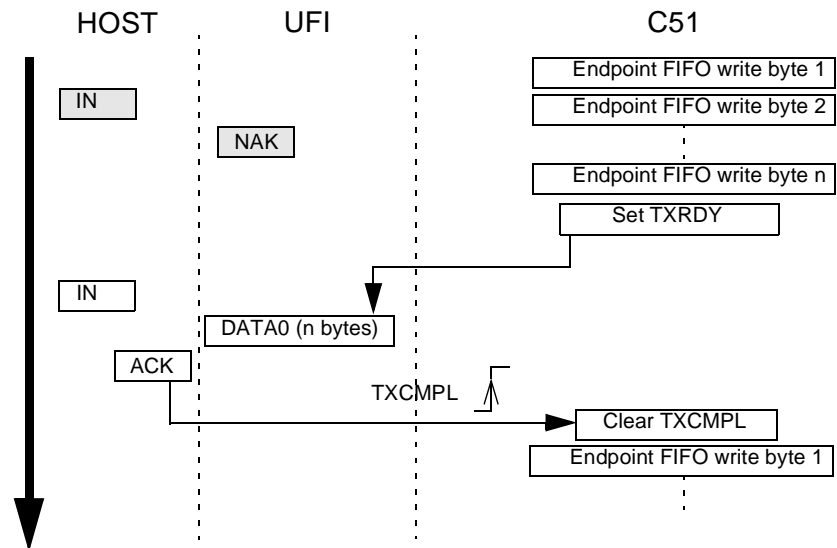 HOST UFI C51
Endpoint FIFO write byte 1
IN Endpoint FIFO write byte 2
NAK
Endpoint FIFO write byte n
Set TXRDY
IN
DATA0 (n bytes)
ACK
TXCMPL
Clear TXCMPL
Endpoint FIFO write byte 1